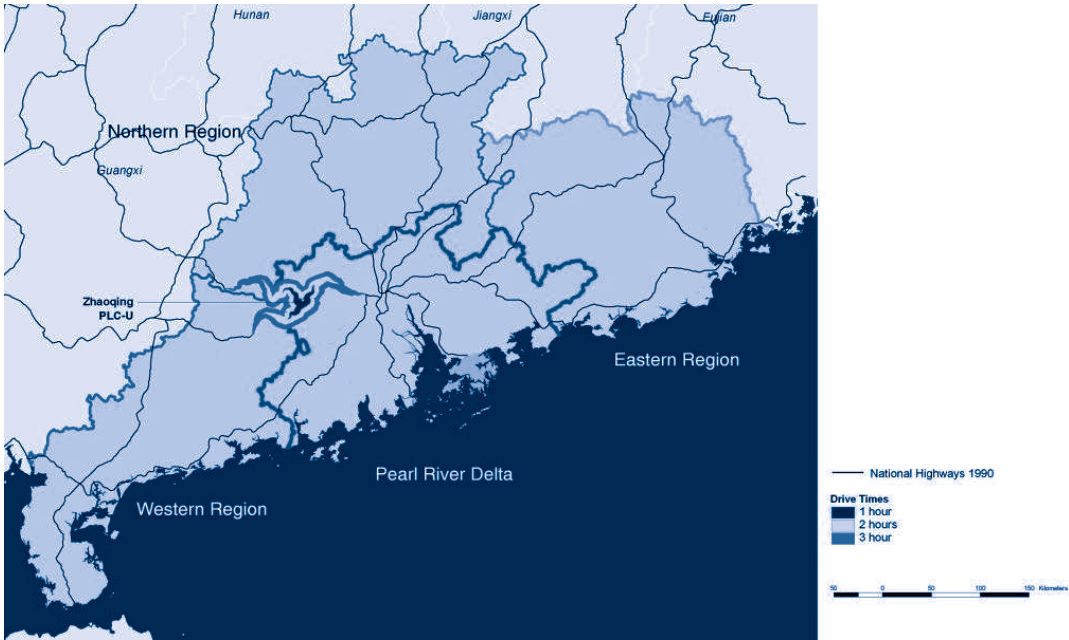 Hunan
Jiangxi
Fujian
Northern Region
Guangxi
Zhaoqing
PLC-U
Eastern Region
Pearl River Delta
Western Region
National Highways 1990
Drive Times
1 hour
2 hours
3 hour
50 0 50 100 150 Kilometers